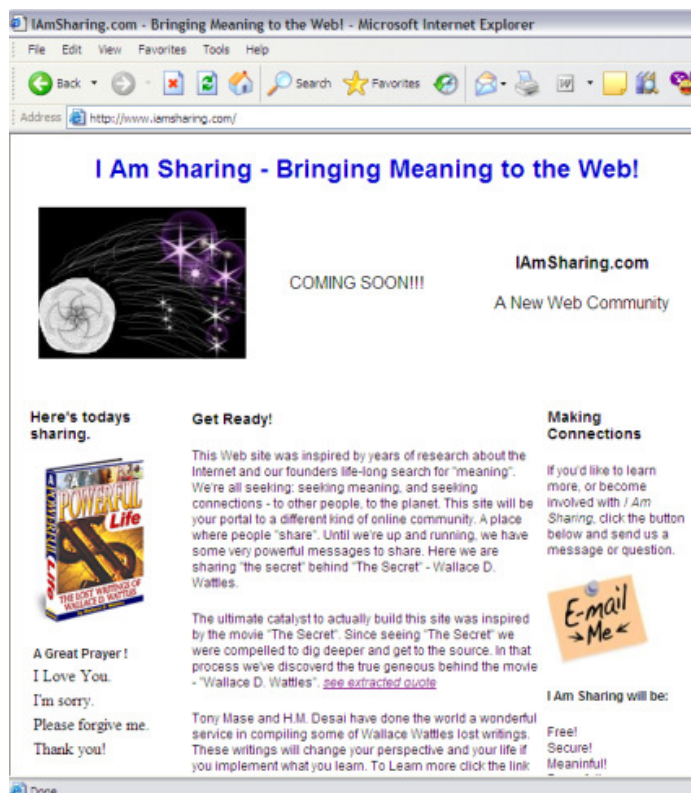 IAmSharing.com - Bringing Meaning to the Web! - Microsoft Internet Explorer
File Edit View Favorites Tools Help
Back Search Favorites
Address http://www.iamsharing.com/
I Am Sharing - Bringing Meaning to the Web!
COMING SOON!!!
IAmSharing.com
A New Web Community
Here's todays
sharing.
A POWERFUL Life
POWERFUL
Life
THE LOST WRITINGS OF
WALLACE D. WATTLES
A Great Prayer !
I Love You.
I'm sorry.
Please forgive me.
Thank you!
Get Ready!
This Web site was inspired by years of research about the
Internet and our founders life-long search for "meaning".
We're all seeking: seeking meaning, and seeking
connections - to other people, to the planet. This site will be
your portal to a different kind of online community. A place
where people "share". Until we're up and running, we have
some very powerful messages to share. Here we are
sharing "the secret" behind "The Secret" - Wallace D.
Wattles.
The ultimate catalyst to actually build this site was inspired
by the movie "The Secret". Since seeing "The Secret" we
were compelled to dig deeper and get to the source. In that
process we've discoverd the true geneous behind the movie
- "Wallace D. Wattles". see extracted quote
Tony Mase and H.M. Desai have done the world a wonderful
service in compiling some of Wallace Wattles lost writings.
These writings will change your perspective and your life if
you implement what you learn. To Learn more click the link
Making
Connections
If you'd like to learn
more, or become
involved with I Am
Sharing, click the button
below and send us a
message or question.
E-mail
Me
I Am Sharing will be:
Free!
Secure!
Meaninful!
Done